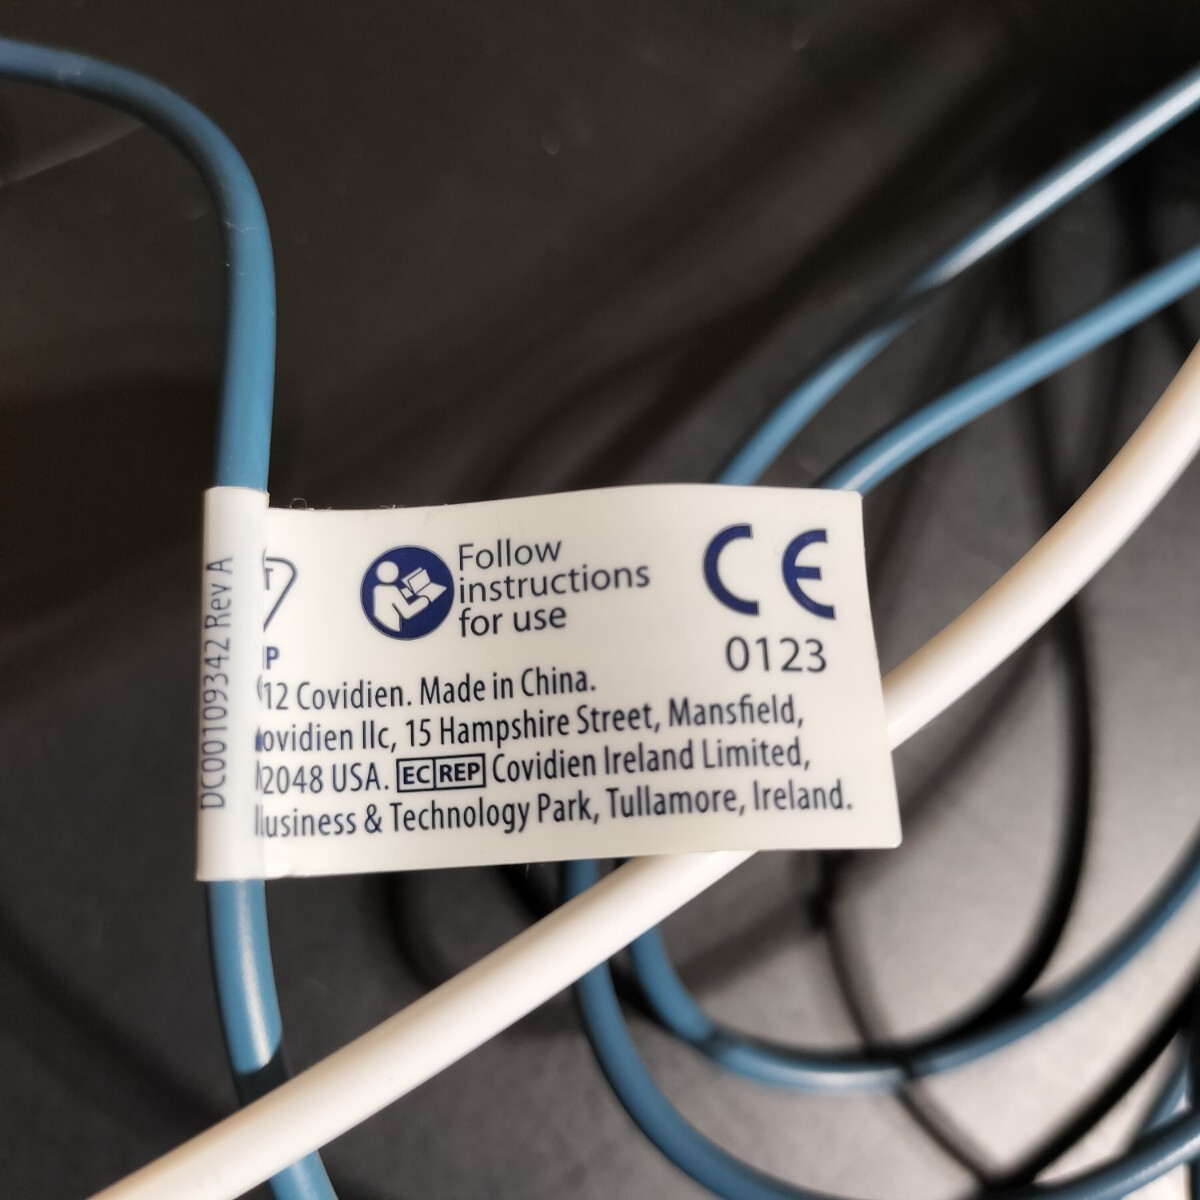 DC00109342 Rev A
Follow
instructions
for use
CE
0123
P
12 Covidien. Made in China.
ovidien llc, 15 Hampshire Street, Mansfield,
2048 USA. EC REP Covidien Ireland Limited,
usiness & Technology Park, Tullamore, Ireland.